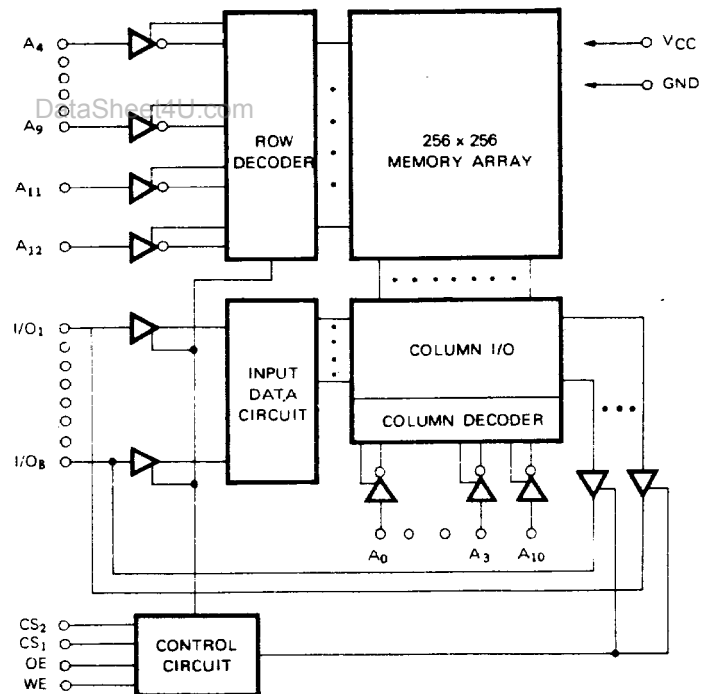 A4
VCC
GND
DataSheet4U.com
A9
ROW
DECODER
256 x 256
MEMORY ARRAY
A11
A12
I/O1
COLUMN I/O
INPUT
DATA
CIRCUIT
COLUMN DECODER
I/O8
A0
A3
A10
CS2
CS1
OE
WE
CONTROL
CIRCUIT